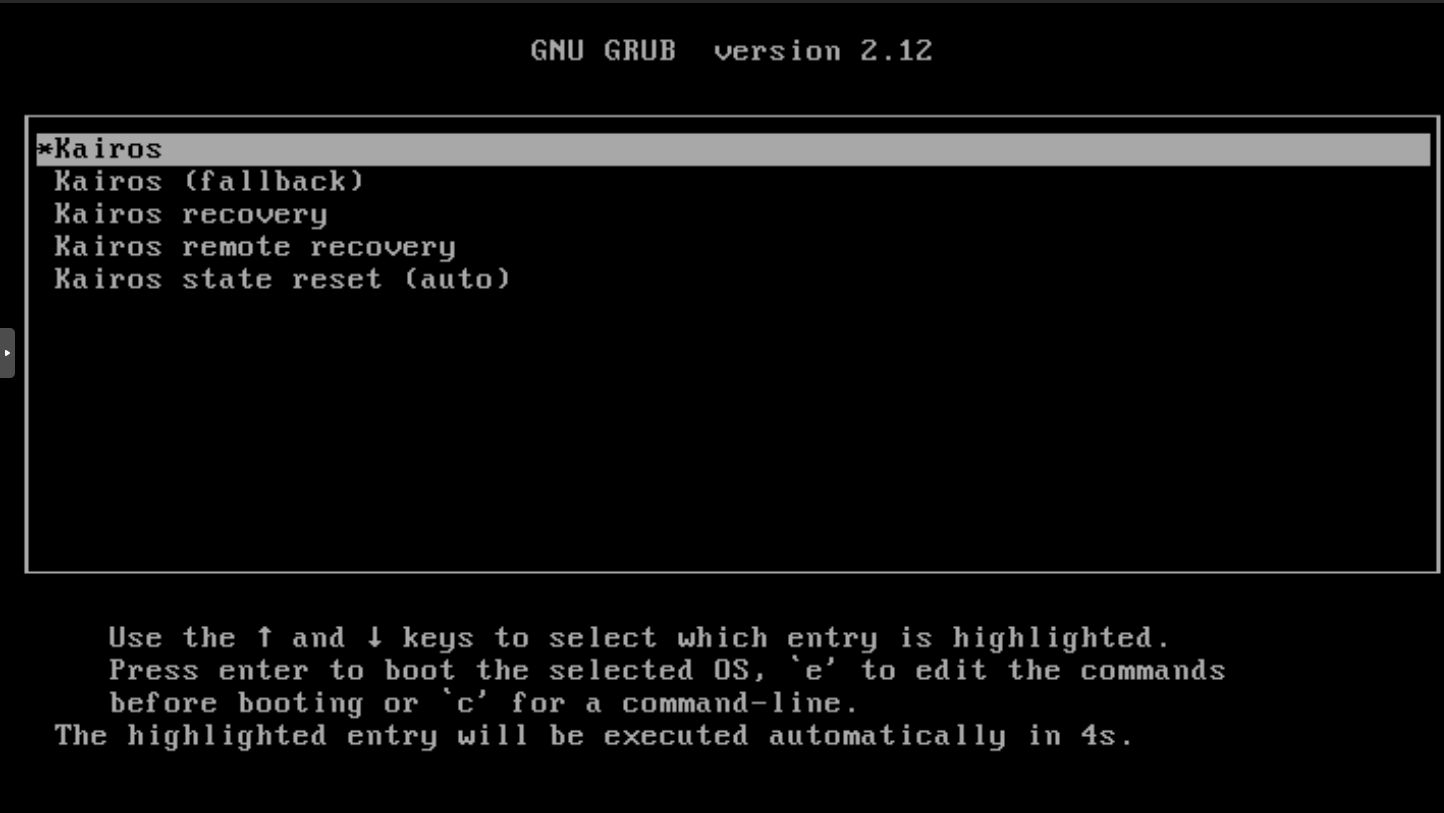 GNU GRUB  version 2.12
*Kairos
Kairos (fallback)
Kairos recovery
Kairos remote recovery
Kairos state reset (auto)
Use the ↑ and ↓ keys to select which entry is highlighted.
Press enter to boot the selected OS, `e' to edit the commands
before booting or `c' for a command-line.
The highlighted entry will be executed automatically in 4s.